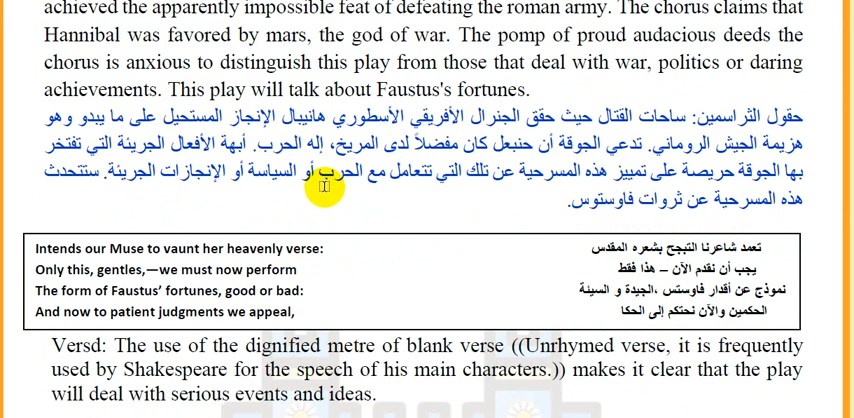 achieved the apparently impossible feat of defeating the roman army. The chorus claims that
Hannibal was favored by mars, the god of war. The pomp of proud audacious deeds the
chorus is anxious to distinguish this play from those that deal with war, politics or daring
achievements. This play will talk about Faustus's fortunes.
حقول الثراسمين: ساحات القتال حيث حقق الجنرال الأفريقي الأسطوري هانيبال الإنجاز المستحيل على ما يبدو وهو
هزيمة الجيش الروماني. تدعي الجوقة أن حنبعل كان مفضلاً لدى المريخ، إله الحرب. أبهة الأفعال الجريئة التي تفتخر
بها الجوقة حريصة على تمييز هذه المسرحية عن تلك التي تتعامل مع الحرب أو السياسة أو الإنجازات الجريئة. ستتحدث
هذه المسرحية عن ثروات فاوستوس.
Intends our Muse to vaunt her heavenly verse:
تعمد شاعرنا التبجح بشعره المقدس
Only this, gentles,—we must now perform
يجب أن نقدم الآن – هذا فقط
The form of Faustus’ fortunes, good or bad:
نموذج عن أقدار فاوستس ،الجيدة و السيئة
And now to patient judgments we appeal,
الحكمين والآن نحتكم إلى الحكا
Versd: The use of the dignified metre of blank verse ((Unrhymed verse, it is frequently
used by Shakespeare for the speech of his main characters.)) makes it clear that the play
will deal with serious events and ideas.